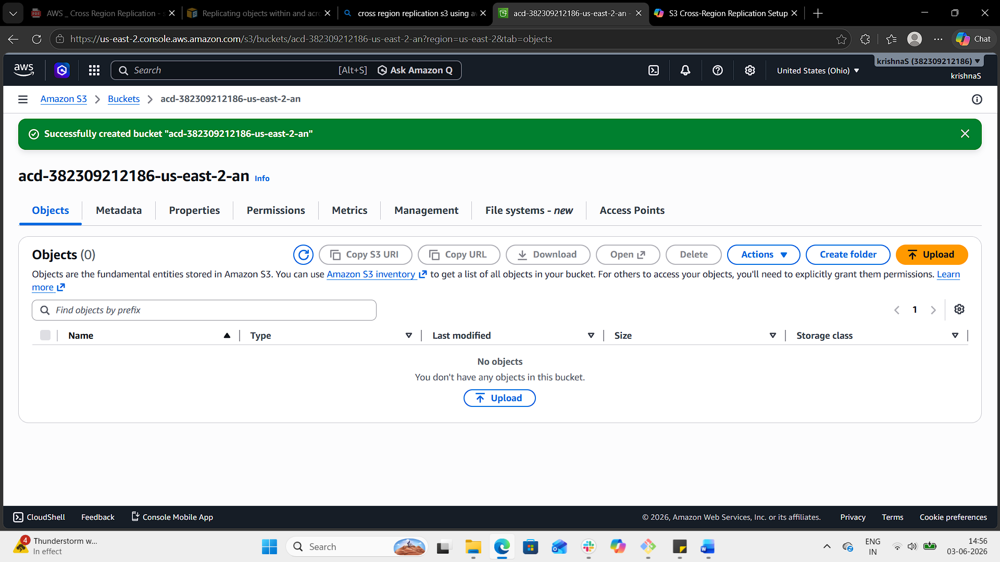 AWS _ Cross Region Replication - s
Replicating objects within and acro
cross region replication s3 using a
acd-382309212186-us-east-2-an -
S3 Cross-Region Replication Setup
https://us-east-2.console.aws.amazon.com/s3/buckets/acd-382309212186-us-east-2-an?region=us-east-2&tab=objects
Chat
aws
Search
[Alt+S]
Ask Amazon Q
United States (Ohio)
krishnaS (382309212186)
krishnaS
Amazon S3
Buckets
acd-382309212186-us-east-2-an
Successfully created bucket "acd-382309212186-us-east-2-an"
acd-382309212186-us-east-2-an Info
Objects
Metadata
Properties
Permissions
Metrics
Management
File systems - new
Access Points
Objects (0)
Copy S3 URI
Copy URL
Download
Open
Delete
Actions
Create folder
Upload
Objects are the fundamental entities stored in Amazon S3. You can use Amazon S3 inventory to get a list of all objects in your bucket. For others to access your objects, you'll need to explicitly grant them permissions. Learn
more
Find objects by prefix
1
Name
Type
Last modified
Size
Storage class
No objects
You don't have any objects in this bucket.
Upload
CloudShell
Feedback
Console Mobile App
© 2026, Amazon Web Services, Inc. or its affiliates.
Privacy
Terms
Cookie preferences
4
Thunderstorm w...
In effect
Search
ENG
IN
14:56
03-06-2026